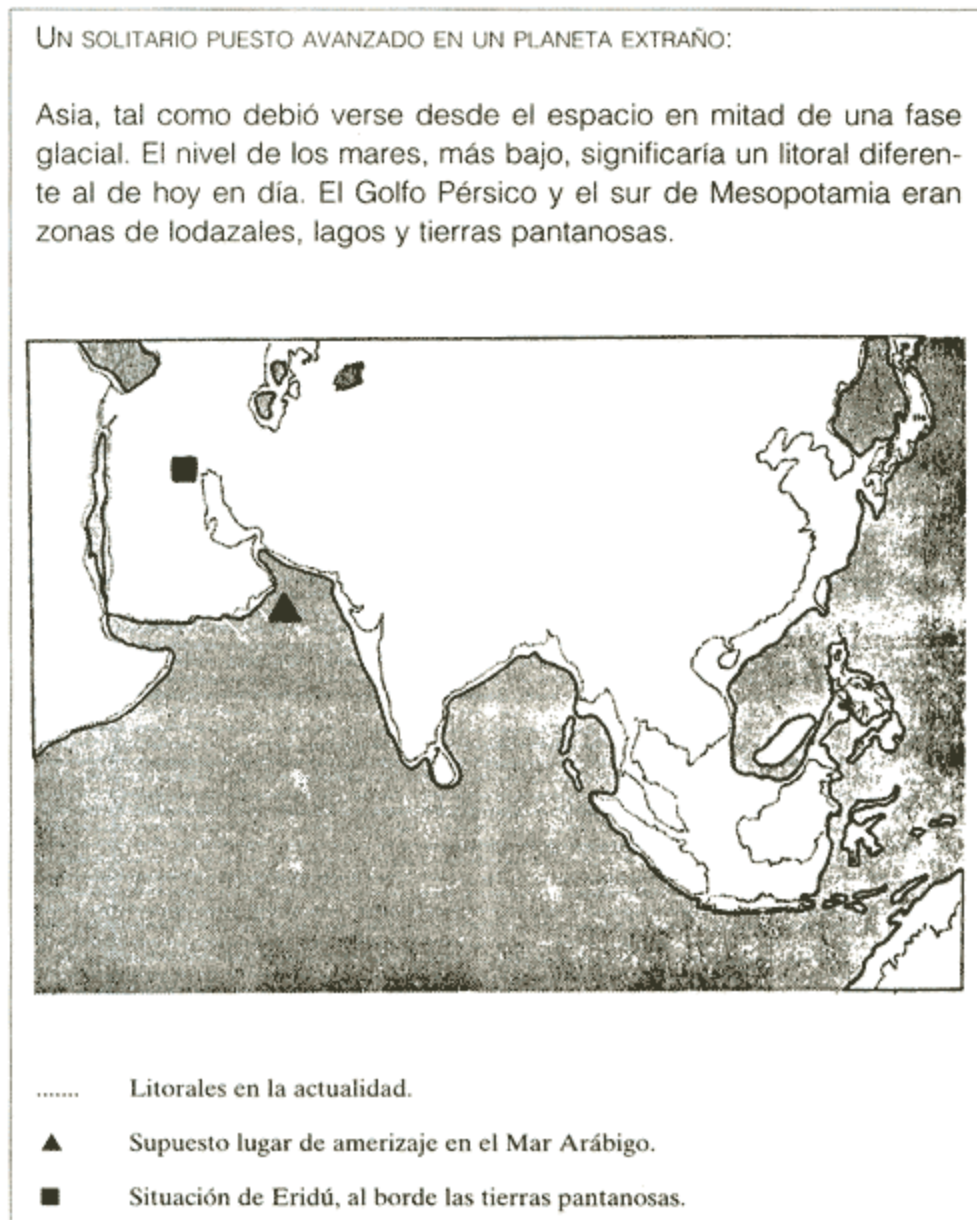 UN SOLITARIO PUESTO AVANZADO EN UN PLANETA EXTRAÑO:
Asia, tal como debió verse desde el espacio en mitad de una fase
glacial. El nivel de los mares, más bajo, significaría un litoral diferen-
te al de hoy en día. El Golfo Pérsico y el sur de Mesopotamia eran
zonas de lodazales, lagos y tierras pantanosas.
....... Litorales en la actualidad.
▲ Supuesto lugar de amerizaje en el Mar Arábigo.
■ Situación de Eridú, al borde las tierras pantanosas.